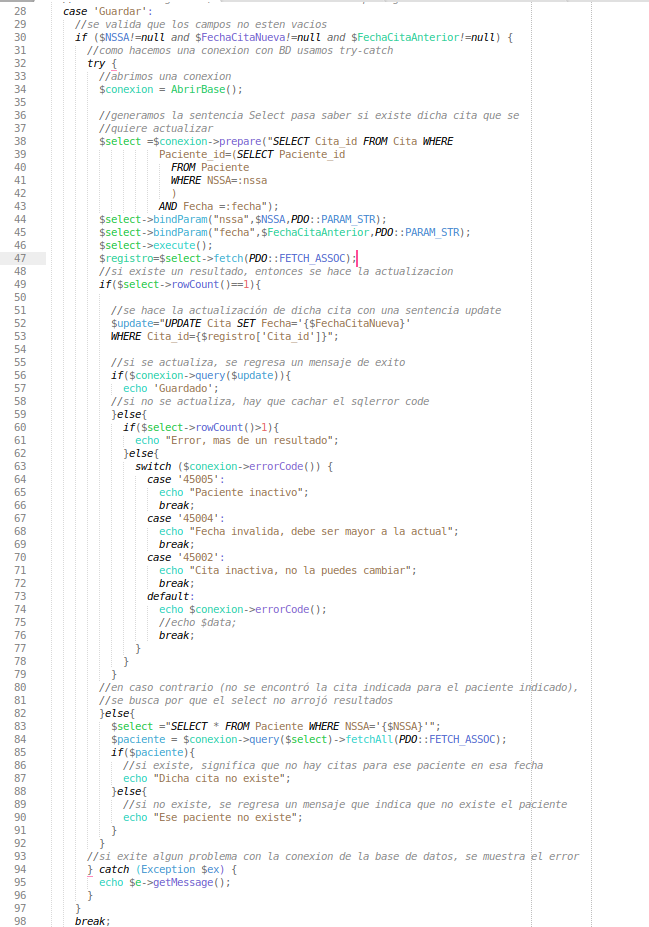 28 case 'Guardar':
29 //se valida que los campos no esten vacios
30 if ($NSSA!=null and $FechaCitaNueva!=null and $FechaCitaAnterior!=null) {
31 //como hacemos una conexion con BD usamos try-catch
32 try {
33 //abrimos una conexion
34 $conexion = AbrirBase();
35
36 //generamos la sentencia Select pasa saber si existe dicha cita que se
37 //quiere actualizar
38 $select =$conexion->prepare("SELECT Cita_id FROM Cita WHERE
39 Paciente_id=(SELECT Paciente_id
40 FROM Paciente
41 WHERE NSSA=:nssa
42 )
43 AND Fecha =:fecha");
44 $select->bindParam("nssa",$NSSA,PDO::PARAM_STR);
45 $select->bindParam("fecha",$FechaCitaAnterior,PDO::PARAM_STR);
46 $select->execute();
47 $registro=$select->fetch(PDO::FETCH_ASSOC);
48 //si existe un resultado, entonces se hace la actualizacion
49 if($select->rowCount()==1){
50
51 //se hace la actualización de dicha cita con una sentencia update
52 $update="UPDATE Cita SET Fecha='{$FechaCitaNueva}'
53 WHERE Cita_id={$registro['Cita_id']}";
54
55 //si se actualiza, se regresa un mensaje de exito
56 if($conexion->query($update)){
57 echo 'Guardado';
58 //si no se actualiza, hay que cachar el sqlerror code
59 }else{
60 if($select->rowCount()>1){
61 echo "Error, mas de un resultado";
62 }else{
63 switch ($conexion->errorCode()) {
64 case '45005':
65 echo "Paciente inactivo";
66 break;
67 case '45004':
68 echo "Fecha invalida, debe ser mayor a la actual";
69 break;
70 case '45002':
71 echo "Cita inactiva, no la puedes cambiar";
72 break;
73 default:
74 echo $conexion->errorCode();
75 //echo $data;
76 break;
77 }
78 }
79 }
80 //en caso contrario (no se encontró la cita indicada para el paciente indicado),
81 //se busca por que el select no arrojó resultados
82 }else{
83 $select ="SELECT * FROM Paciente WHERE NSSA='{$NSSA}'";
84 $paciente = $conexion->query($select)->fetchAll(PDO::FETCH_ASSOC);
85 if($paciente){
86 //si existe, significa que no hay citas para ese paciente en esa fecha
87 echo "Dicha cita no existe";
88 }else{
89 //si no existe, se regresa un mensaje que indica que no existe el paciente
90 echo "Ese paciente no existe";
91 }
92 }
93 //si exite algun problema con la conexion de la base de datos, se muestra el error
94 } catch (Exception $ex) {
95 echo $e->getMessage();
96 }
97 }
98 break;